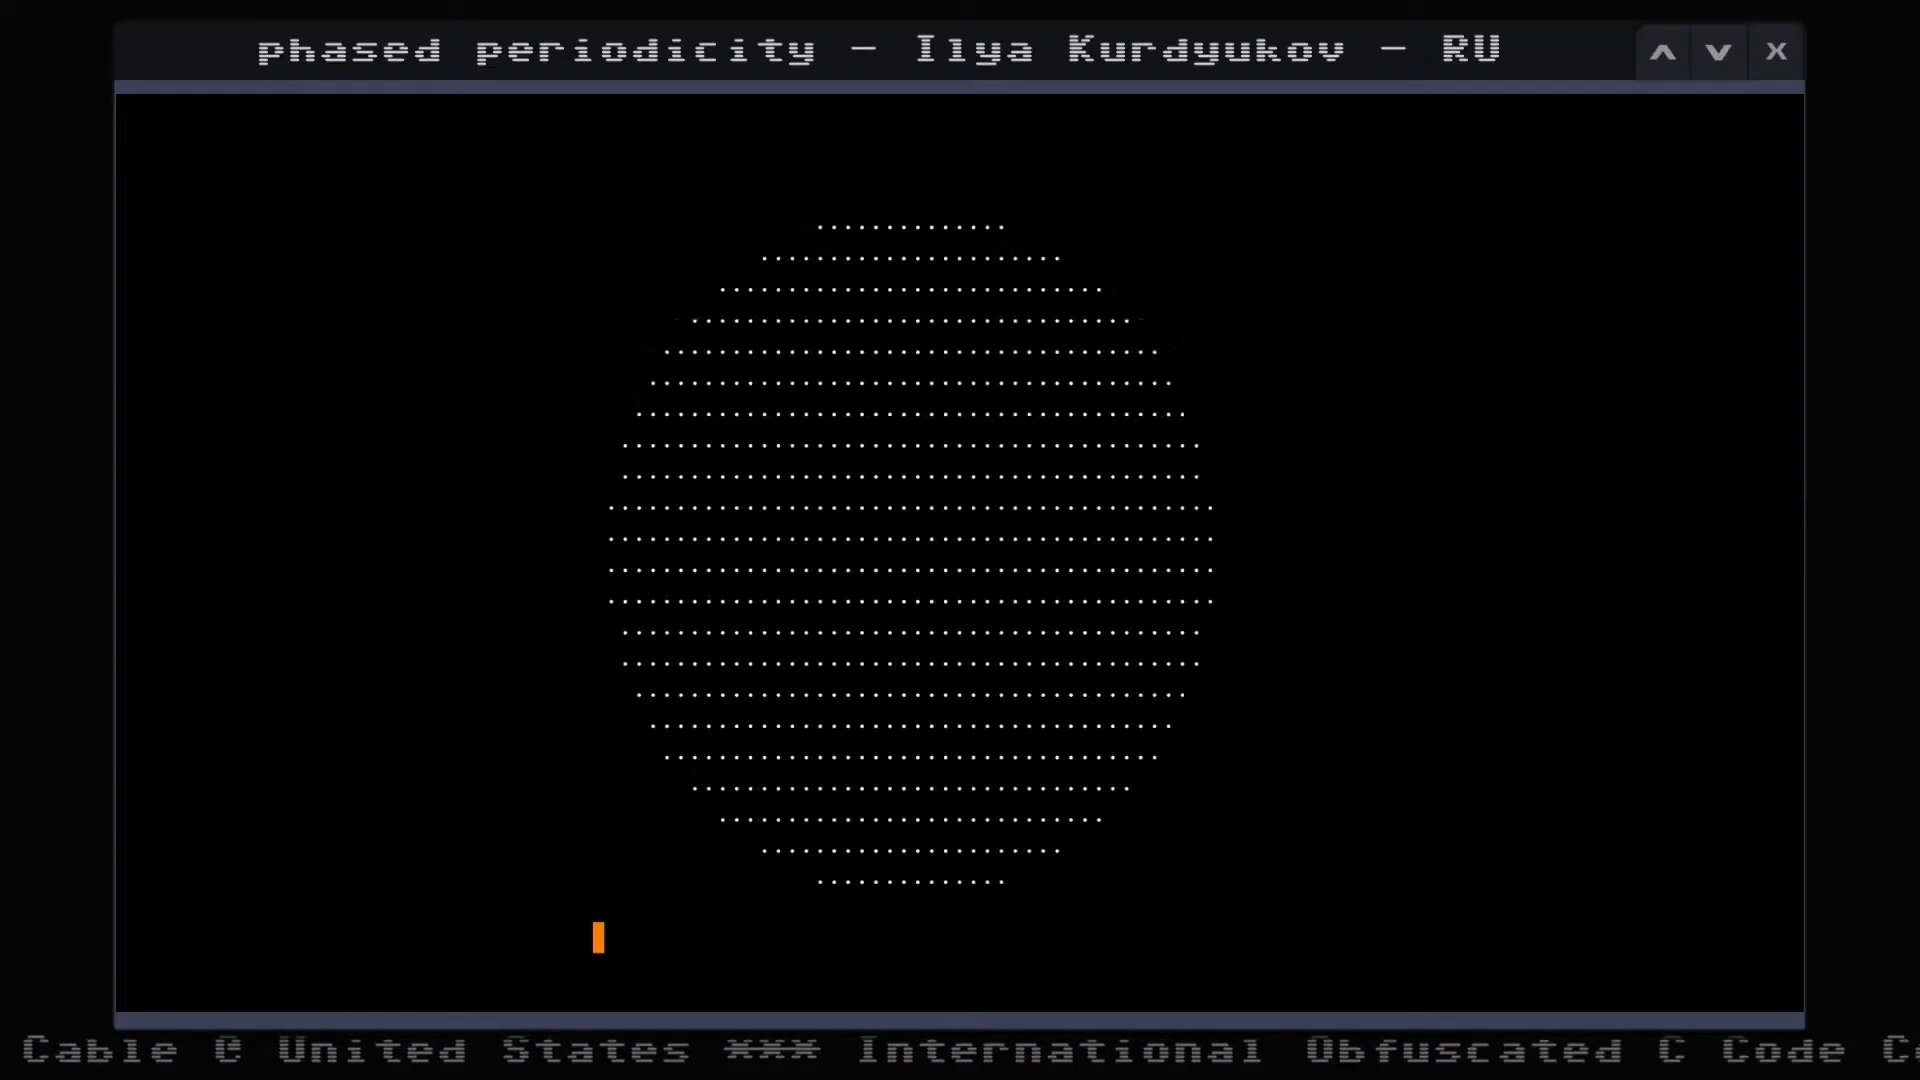 phased periodicity — Ilya Kurdyukov — RU
Cable @ United States *** International Obfuscated C Code